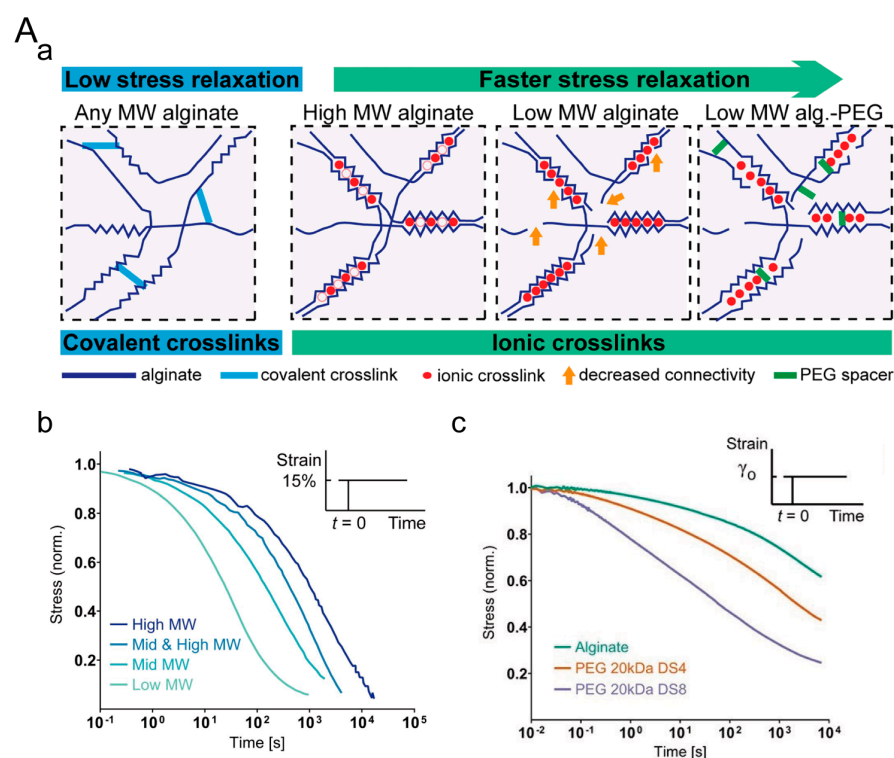 A
a
Low stress relaxation
Faster stress relaxation
Any MW alginate
High MW alginate
Low MW alginate
Low MW alg.-PEG
Covalent crosslinks
Ionic crosslinks
alginate
covalent crosslink
ionic crosslink
decreased connectivity
PEG spacer
b
Stress (norm.)
1.0
0.8
0.6
0.4
0.2
Strain
15%
t = 0
Time
High MW
Mid & High MW
Mid MW
Low MW
10⁻¹
10⁰
10¹
10²
10³
10⁴
10⁵
Time [s]
c
Stress (norm.)
1.0
0.8
0.6
0.4
0.2
Strain
γ₀
t = 0
Time
Alginate
PEG 20kDa DS4
PEG 20kDa DS8
10⁻²
10⁻¹
10⁰
10¹
10²
10³
10⁴
Time [s]